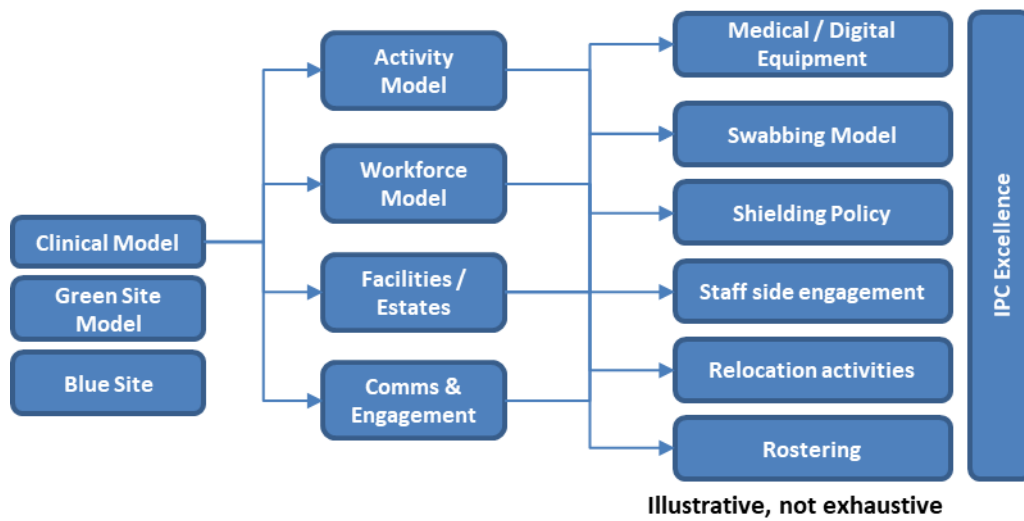 Clinical Model
Green Site
Model
Blue Site
Activity
Model
Workforce
Model
Facilities /
Estates
Comms &
Engagement
Medical / Digital
Equipment
Swabbing Model
Shielding Policy
Staff side engagement
Relocation activities
Rostering
IPC Excellence
Illustrative, not exhaustive